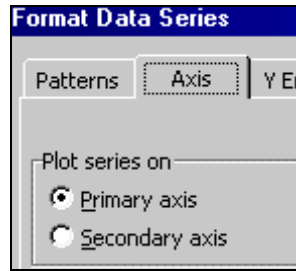 Format Data Series
Patterns Axis Y E
Plot series on
Primary axis
Secondary axis